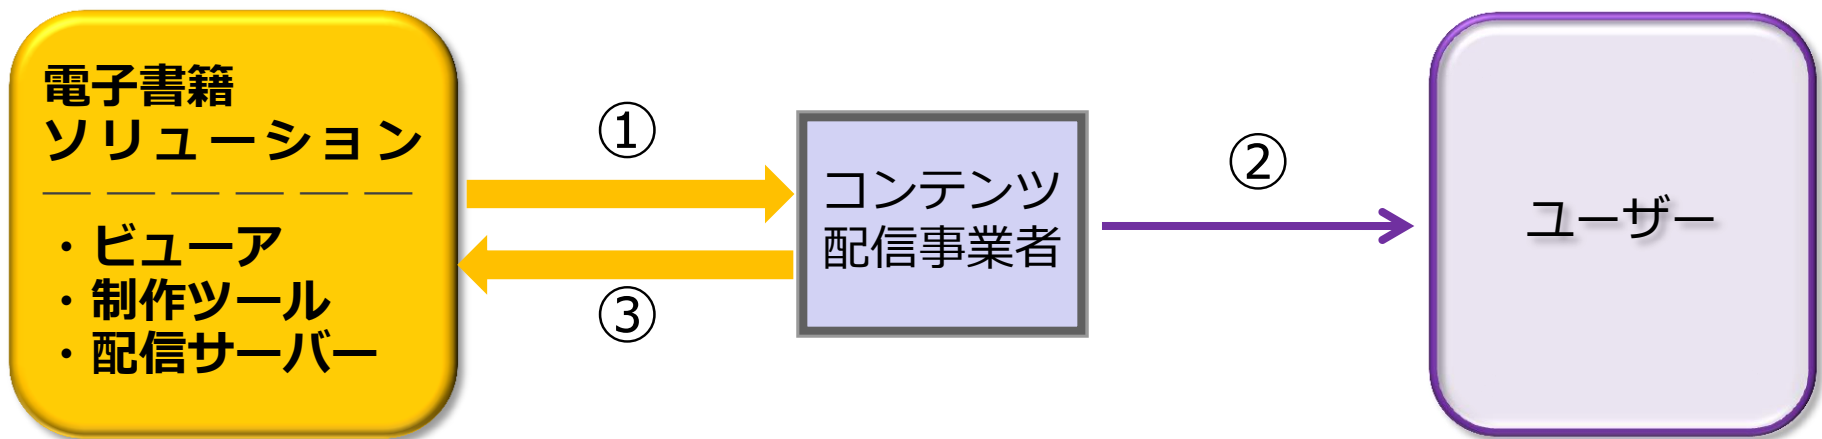 電子書籍
ソリューション
・ビューア
・制作ツール
・配信サーバー
①
③
コンテンツ
配信事業者
②
ユーザー